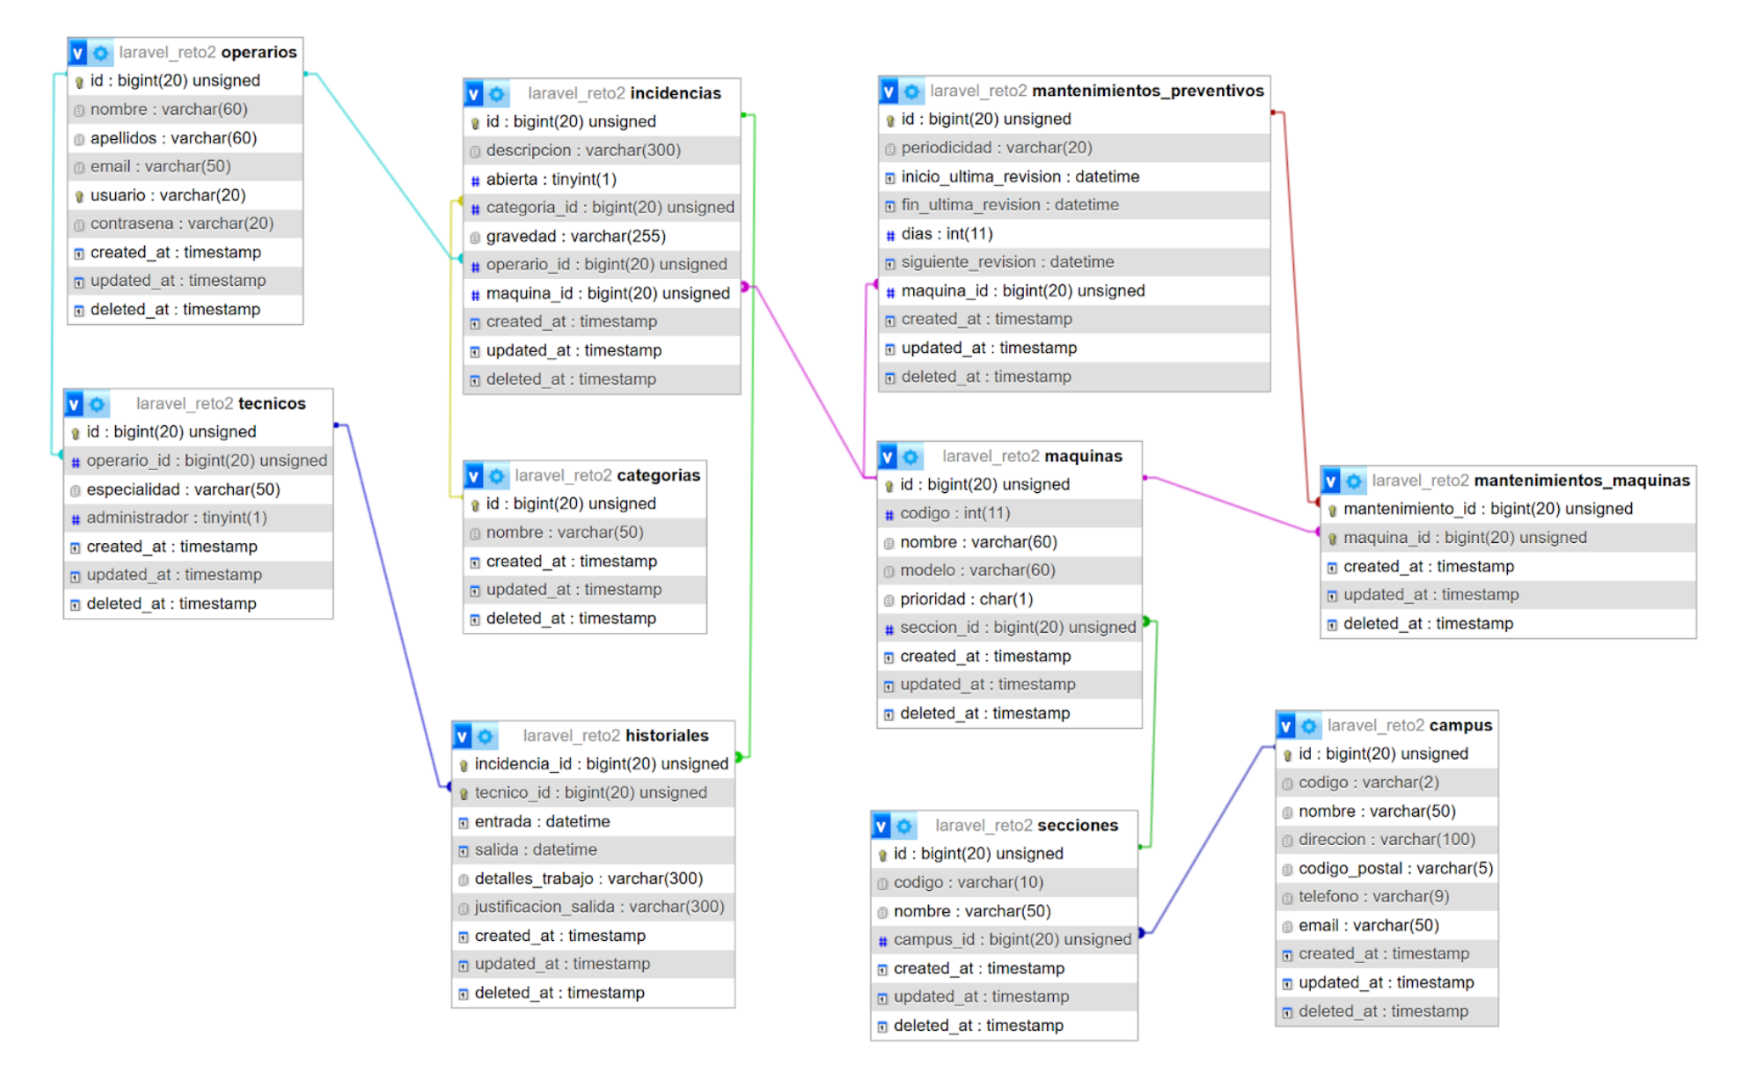 laravel_reto2 operarios
id : bigint(20) unsigned
nombre : varchar(60)
apellidos : varchar(60)
email : varchar(50)
usuario : varchar(20)
contrasena : varchar(20)
created_at : timestamp
updated_at : timestamp
deleted_at : timestamp
laravel_reto2 tecnicos
id : bigint(20) unsigned
operario_id : bigint(20) unsigned
especialidad : varchar(50)
administrador : tinyint(1)
created_at : timestamp
updated_at : timestamp
deleted_at : timestamp
laravel_reto2 incidencias
id : bigint(20) unsigned
descripcion : varchar(300)
abierta : tinyint(1)
categoria_id : bigint(20) unsigned
gravedad : varchar(255)
operario_id : bigint(20) unsigned
maquina_id : bigint(20) unsigned
created_at : timestamp
updated_at : timestamp
deleted_at : timestamp
laravel_reto2 categorias
id : bigint(20) unsigned
nombre : varchar(50)
created_at : timestamp
updated_at : timestamp
deleted_at : timestamp
laravel_reto2 historiales
incidencia_id : bigint(20) unsigned
tecnico_id : bigint(20) unsigned
entrada : datetime
salida : datetime
detalles_trabajo : varchar(300)
justificacion_salida : varchar(300)
created_at : timestamp
updated_at : timestamp
deleted_at : timestamp
laravel_reto2 mantenimientos_preventivos
id : bigint(20) unsigned
periodicidad : varchar(20)
inicio_ultima_revision : datetime
fin_ultima_revision : datetime
dias : int(11)
siguiente_revision : datetime
maquina_id : bigint(20) unsigned
created_at : timestamp
updated_at : timestamp
deleted_at : timestamp
laravel_reto2 maquinas
id : bigint(20) unsigned
codigo : int(11)
nombre : varchar(60)
modelo : varchar(60)
prioridad : char(1)
seccion_id : bigint(20) unsigned
created_at : timestamp
updated_at : timestamp
deleted_at : timestamp
laravel_reto2 secciones
id : bigint(20) unsigned
codigo : varchar(10)
nombre : varchar(50)
campus_id : bigint(20) unsigned
created_at : timestamp
updated_at : timestamp
deleted_at : timestamp
laravel_reto2 mantenimientos_maquinas
mantenimiento_id : bigint(20) unsigned
maquina_id : bigint(20) unsigned
created_at : timestamp
updated_at : timestamp
deleted_at : timestamp
laravel_reto2 campus
id : bigint(20) unsigned
codigo : varchar(2)
nombre : varchar(50)
direccion : varchar(100)
codigo_postal : varchar(5)
telefono : varchar(9)
email : varchar(50)
created_at : timestamp
updated_at : timestamp
deleted_at : timestamp